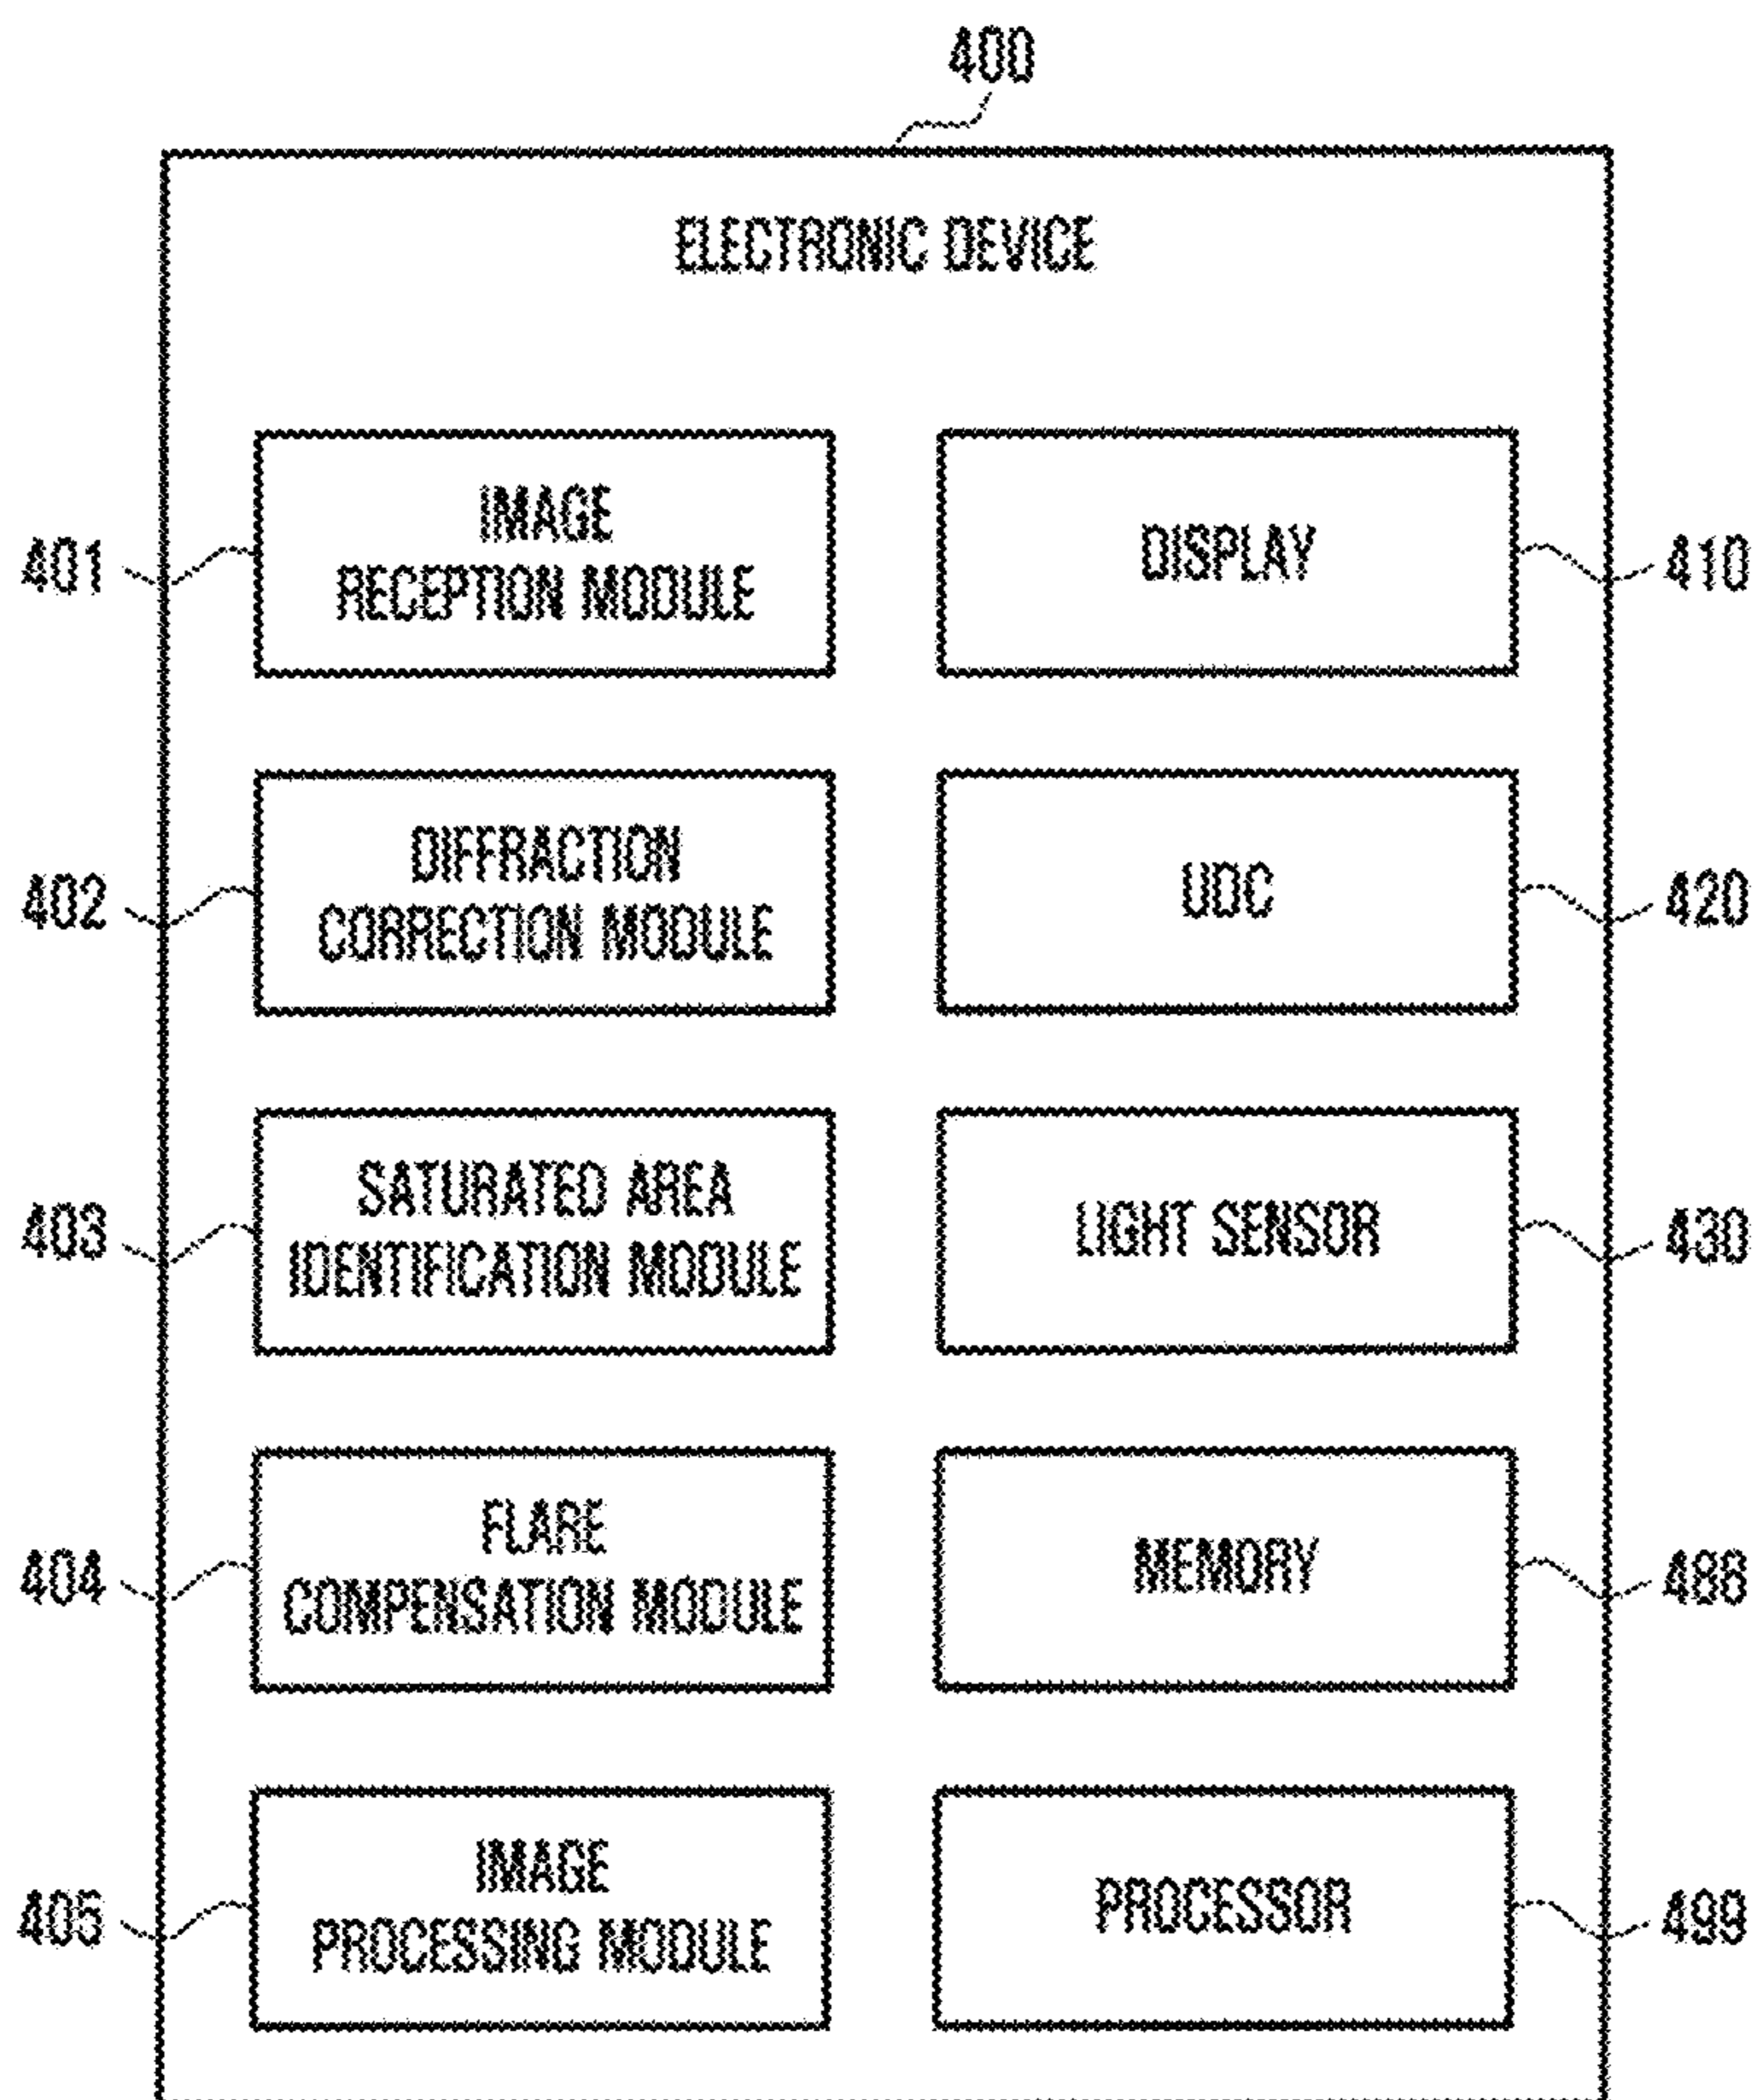 400
ELECTRONIC DEVICE
401
IMAGE
RECEPTION MODULE
DISPLAY
410
402
DIFFRACTION
CORRECTION MODULE
UDC
420
403
SATURATED AREA
IDENTIFICATION MODULE
LIGHT SENSOR
430
404
FLARE
COMPENSATION MODULE
MEMORY
488
405
IMAGE
PROCESSING MODULE
PROCESSOR
499